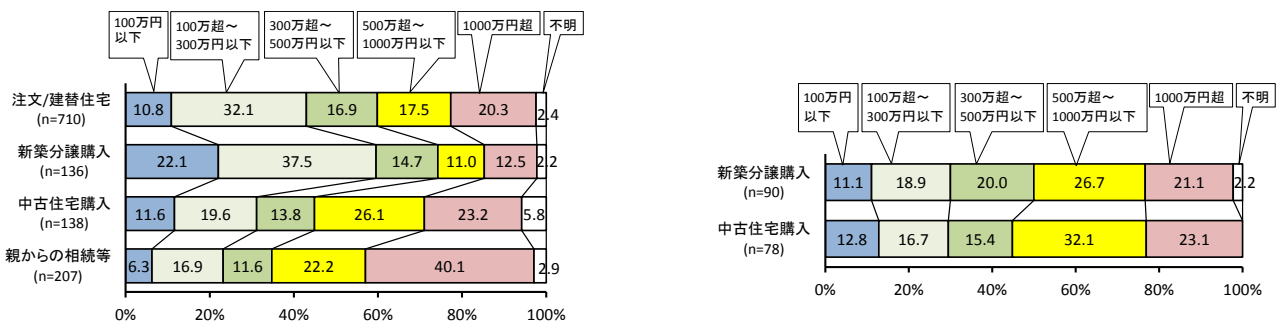 100万円
以下
100万超～
300万円以下
300万超～
500万円以下
500万超～
1000万円以下
1000万円超
不明
注文/建替住宅
(n=710)
10.8 32.1 16.9 17.5 20.3 2.4
新築分譲購入
(n=136)
22.1 37.5 14.7 11.0 12.5 2.2
中古住宅購入
(n=138)
11.6 19.6 13.8 26.1 23.2 5.8
親からの相続等
(n=207)
6.3 16.9 11.6 22.2 40.1 2.9
0% 20% 40% 60% 80% 100%
100万円
以下
100万超～
300万円以下
300万超～
500万円以下
500万超～
1000万円以下
1000万円超
不明
新築分譲購入
(n=90)
11.1 18.9 20.0 26.7 21.1 2.2
中古住宅購入
(n=78)
12.8 16.7 15.4 32.1 23.1
0% 20% 40% 60% 80% 100%